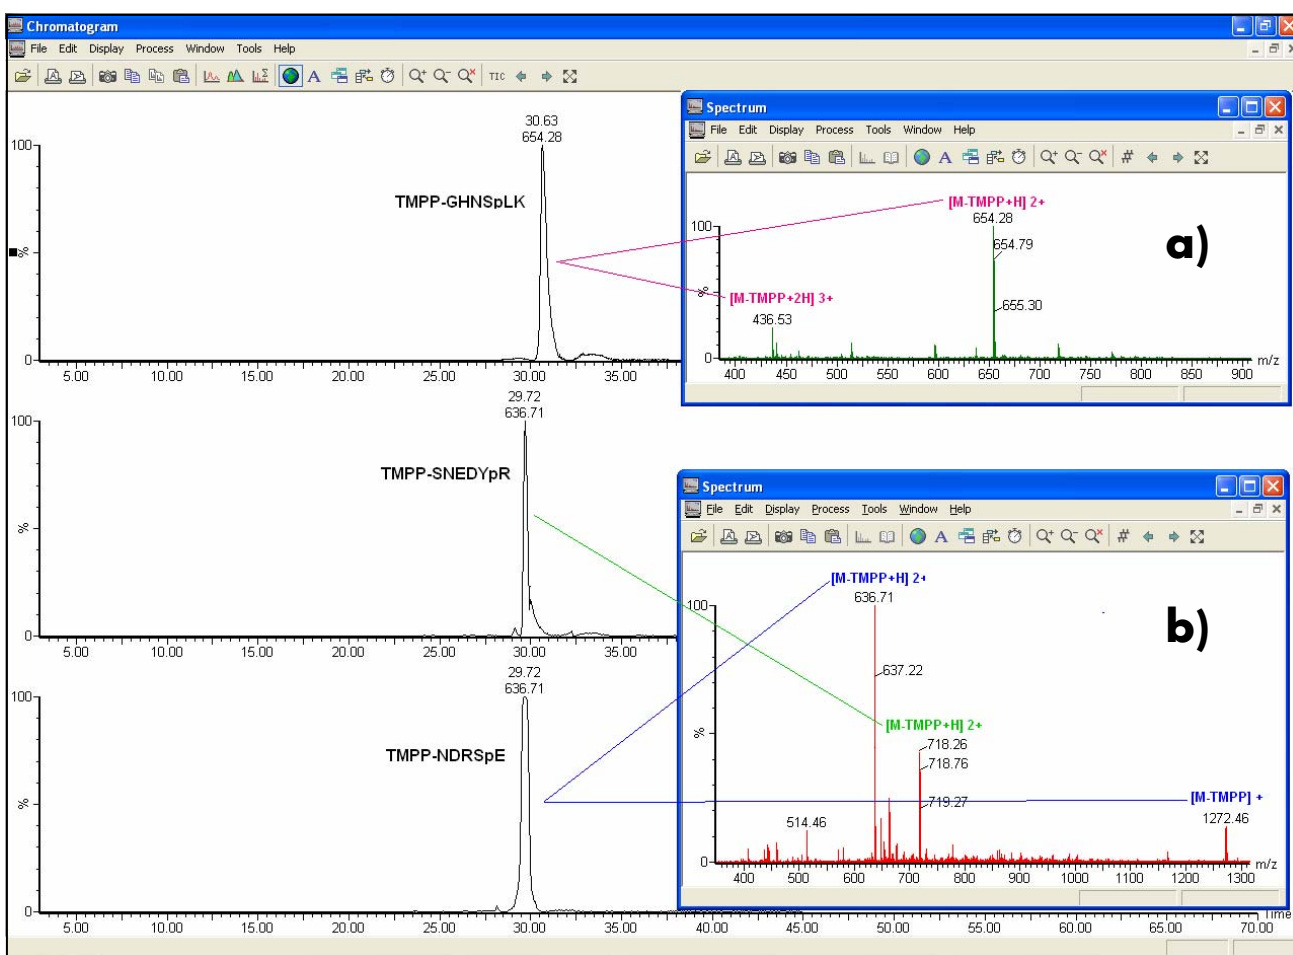 Chromatogram
File Edit Display Process Window Tools Help
TIC
30.63
654.28
100
%
0
TMPP-GHNSpLK
5.00 10.00 15.00 20.00 25.00 30.00 35.00
Spectrum
File Edit Display Process Tools Window Help
[M-TMPP+H] 2+
654.28
654.79
655.30
a)
[M-TMPP+2H] 3+
436.53
100
%
0
m/z
400 450 500 550 600 650 700 750 800 850 900
29.72
636.71
100
%
0
TMPP-SNEDYpR
5.00 10.00 15.00 20.00 25.00 30.00 35.00
Spectrum
File Edit Display Process Tools Window Help
[M-TMPP+H] 2+
636.71
637.22
b)
[M-TMPP+H] 2+
718.26
718.76
719.27
[M-TMPP] +
1272.46
514.46
100
%
0
m/z
400 500 600 700 800 900 1000 1100 1200 1300
29.72
636.71
100
%
0
TMPP-NDRSpE
Time
5.00 10.00 15.00 20.00 25.00 30.00 35.00 40.00 45.00 50.00 55.00 60.00 65.00 70.00